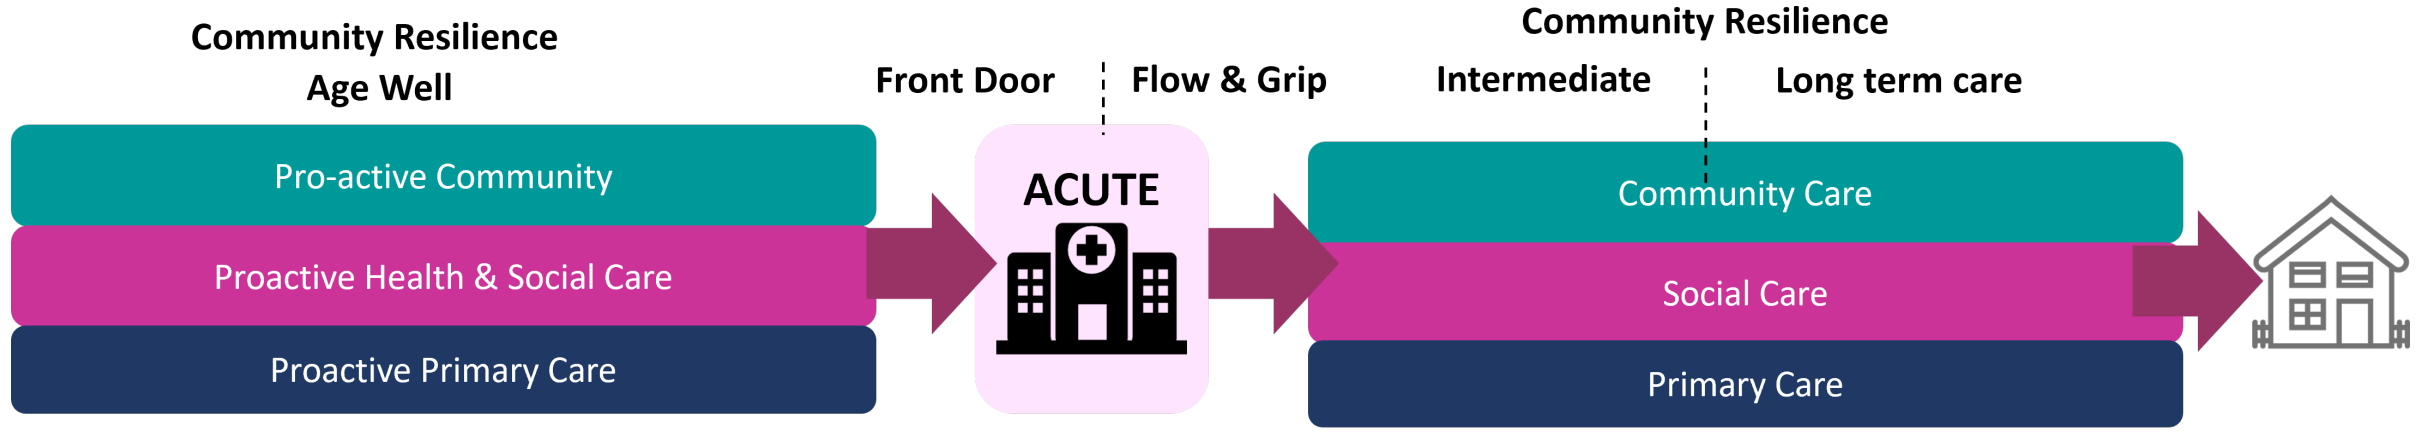 Community Resilience
Age Well
Pro-active Community
Proactive Health & Social Care
Proactive Primary Care
Front Door
Flow & Grip
ACUTE
Community Resilience
Intermediate
Long term care
Community Care
Social Care
Primary Care